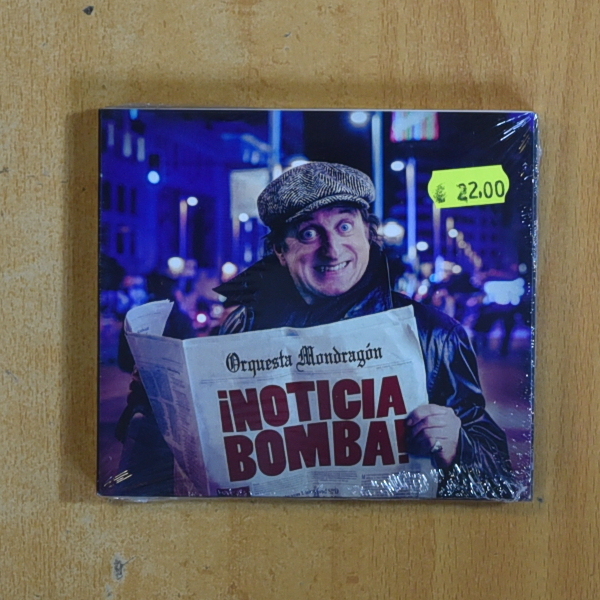 € 22.00
Orquesta Mondragón
¡NOTICIA
BOMBA!